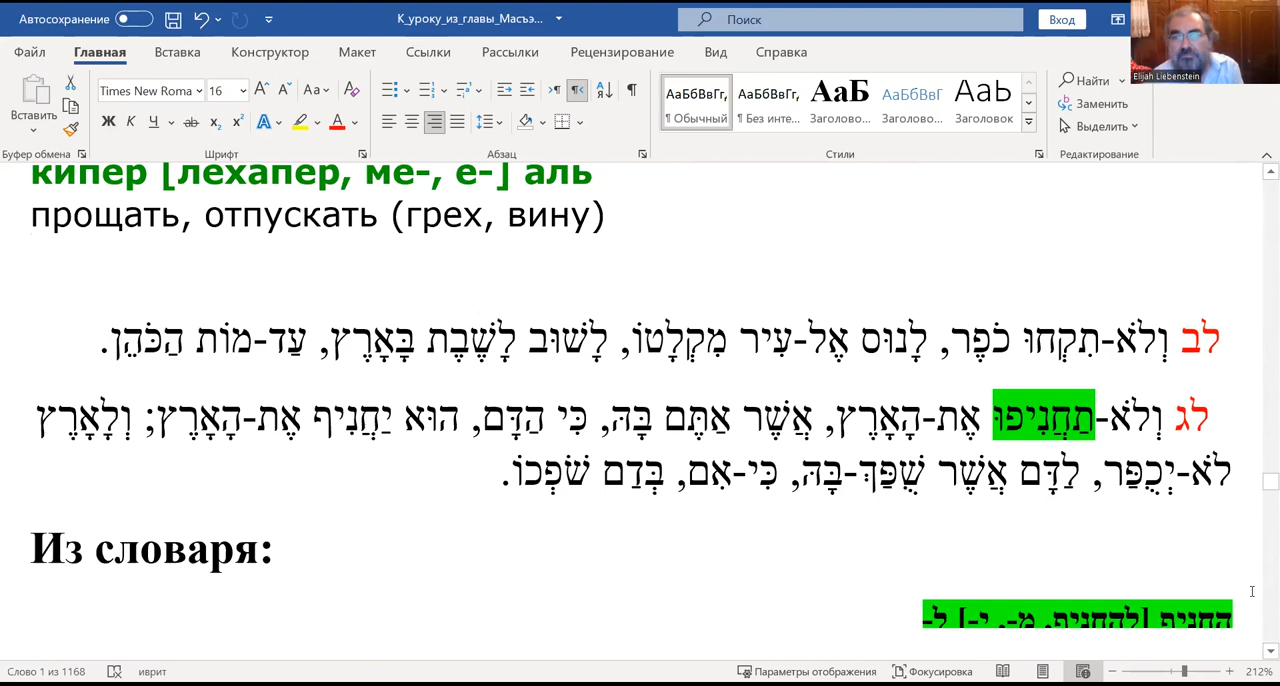 Автосохранение
К_уроку_из_главы_Масъэ...
Поиск
Вход
Elijah Liebenstein
Файл Главная Вставка Конструктор Макет Ссылки Рассылки Рецензирование Вид Справка
Times New Roma 16
Вставить
АаБбВвГг, АаБбВвГг, АаБ АаБбВвГ АаЬ
¶ Обычный ¶ Без инте... Заголово... Заголово... Заголовок
Найти
Заменить
Выделить
Буфер обмена Шрифт Абзац Стили Редактирование
кипер [лехапер, ме-, е-] аль
прощать, отпускать (грех, вину)
לב וְלֹא-תִקְחוּ כֹפֶר, לָנוּס אֶל-עִיר מִקְלָטוֹ, לָשׁוּב לָשֶׁבֶת בָּאָרֶץ, עַד-מוֹת הַכֹּהֵן.
לג וְלֹא-תַחֲנִיפוּ אֶת-הָאָרֶץ, אֲשֶׁר אַתֶּם בָּהּ, כִּי הַדָּם, הוּא יַחֲנִיף אֶת-הָאָרֶץ; וְלָאָרֶץ
לֹא-יְכֻפַּר, לַדָּם אֲשֶׁר שֻׁפַּךְ-בָּהּ, כִּי-אִם, בְּדַם שֹׁפְכוֹ.
Из словаря:
החניף [להחניף, מ-, י-] ל-
Слово 1 из 1168 иврит Параметры отображения Фокусировка 212%